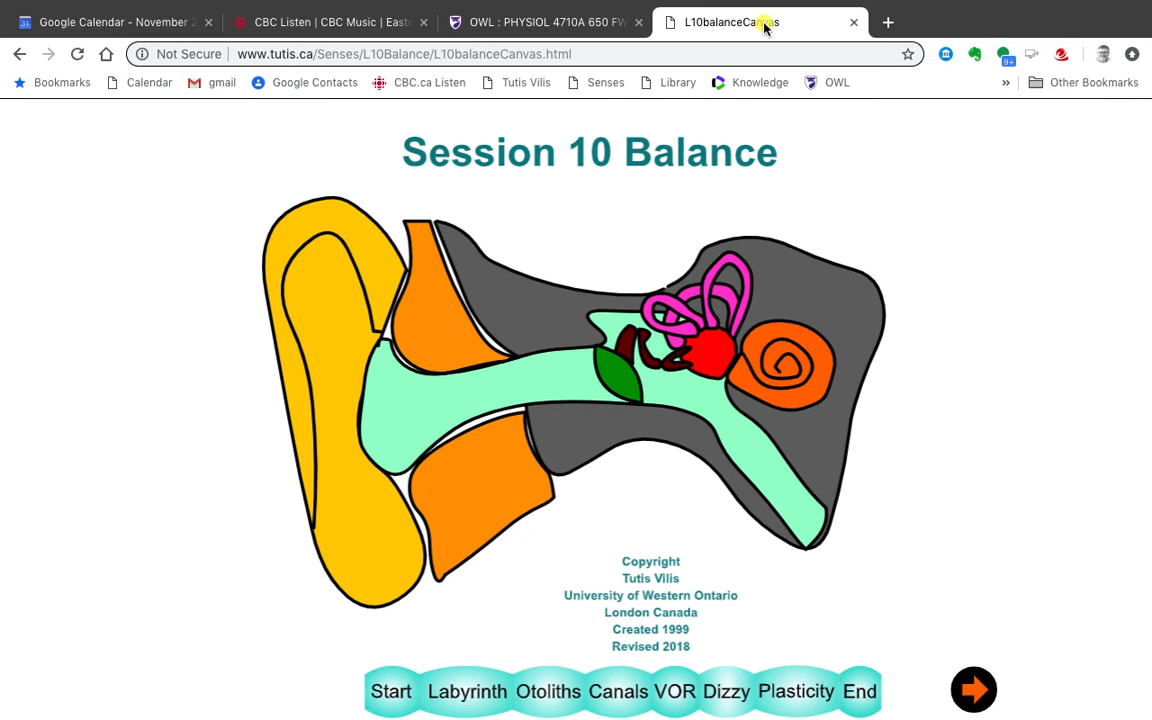 Google Calendar - November 2
CBC Listen | CBC Music | Easte
OWL : PHYSIOL 4710A 650 FW
L10balanceCanvas
Not Secure
www.tutis.ca/Senses/L10Balance/L10balanceCanvas.html
9+
Bookmarks
Calendar
gmail
Google Contacts
CBC.ca Listen
Tutis Vilis
Senses
Library
Knowledge
OWL
»
Other Bookmarks
Session 10 Balance
Copyright
Tutis Vilis
University of Western Ontario
London Canada
Created 1999
Revised 2018
Start Labyrinth Otoliths Canals VOR Dizzy Plasticity End